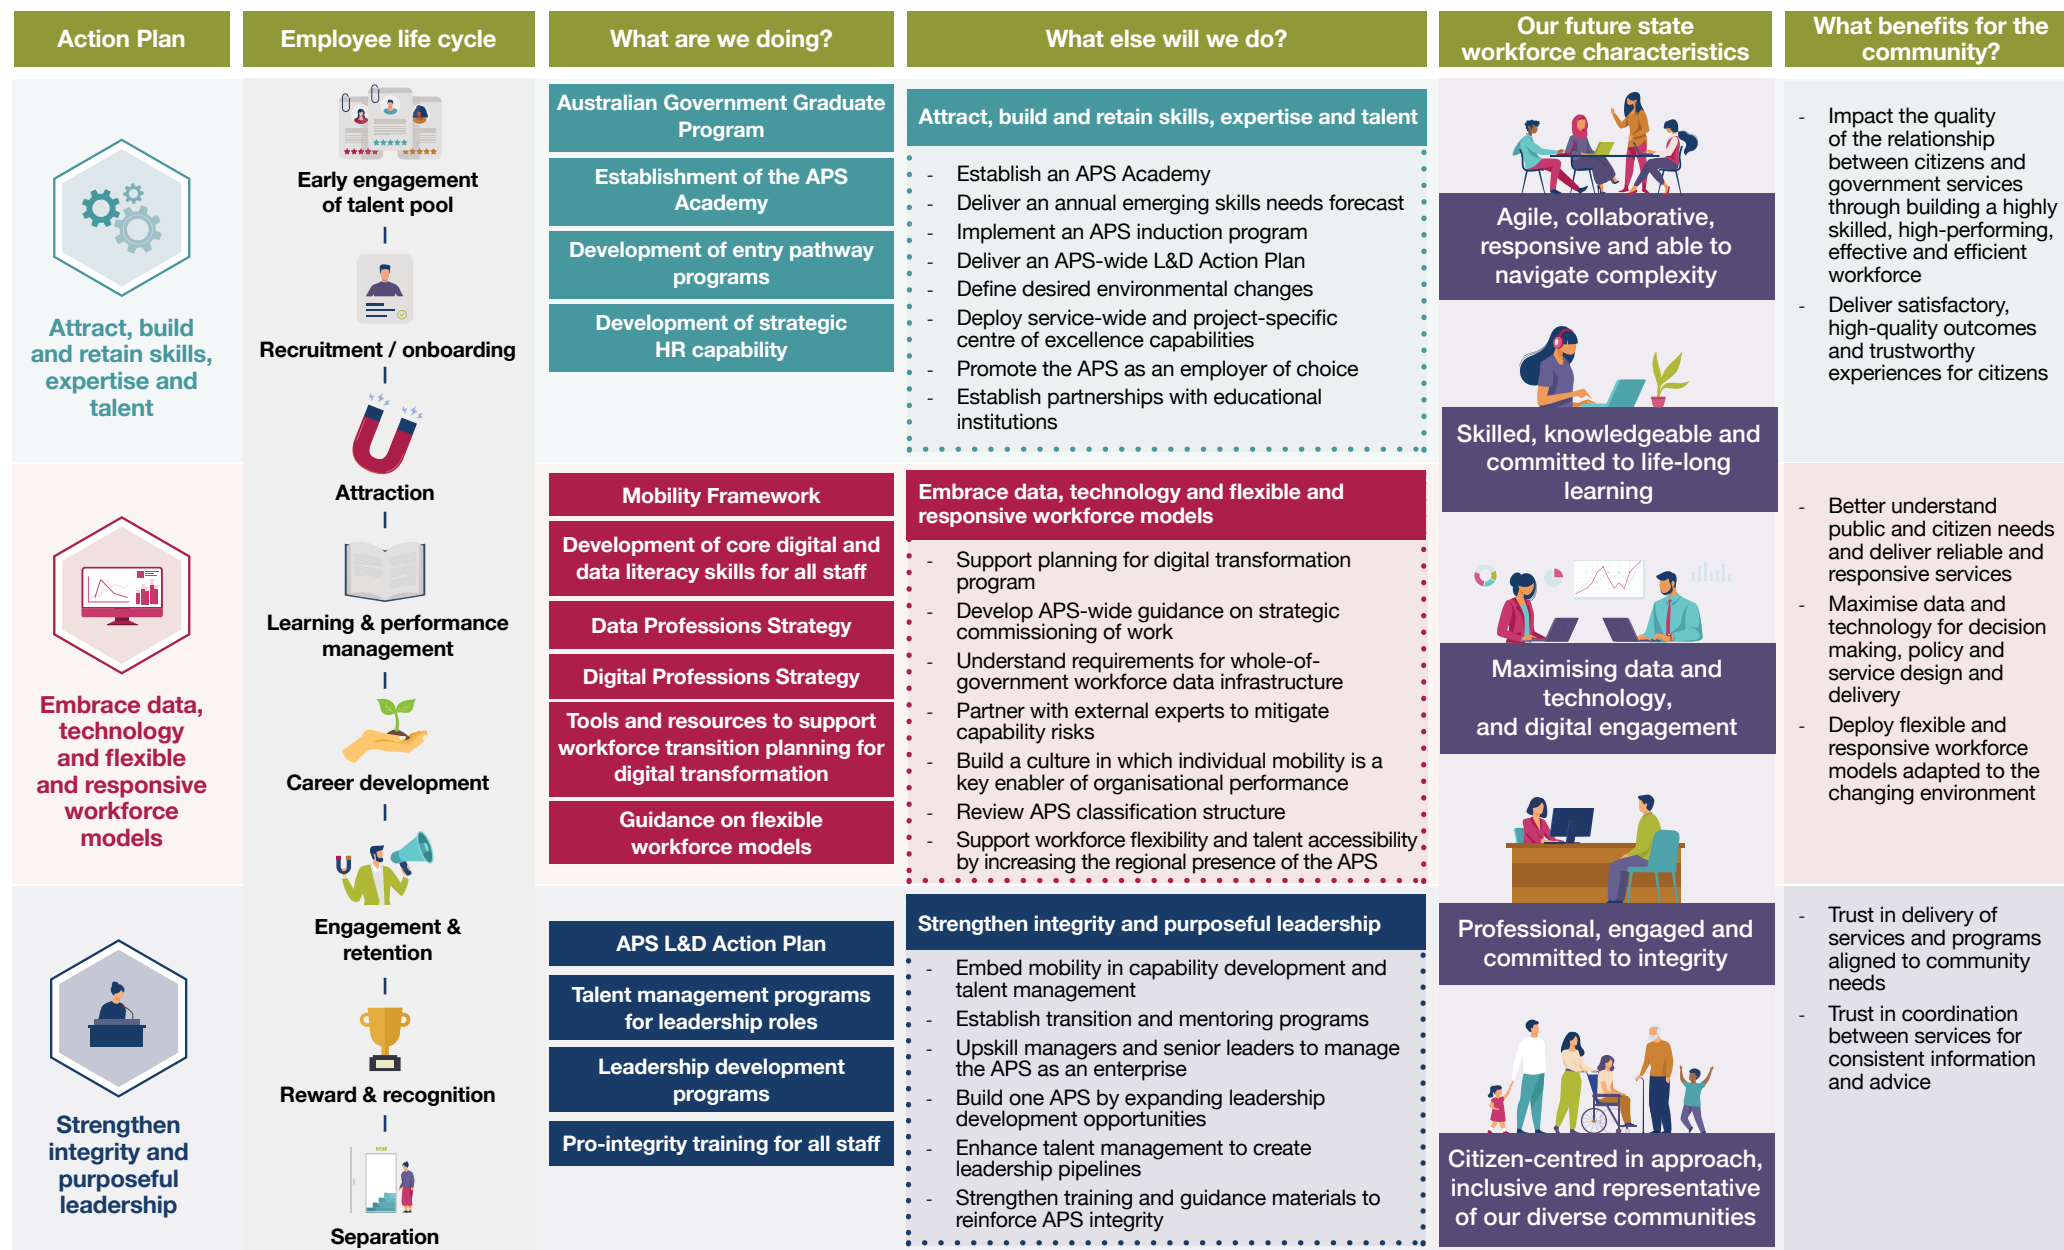 Action Plan
Employee life cycle
What are we doing?
What else will we do?
Our future state
workforce characteristics
What benefits for the
community?
Attract, build
and retain skills,
expertise and
talent
Embrace data,
technology
and flexible
and responsive
workforce
models
Strengthen
integrity and
purposeful
leadership
Early engagement
of talent pool
Recruitment / onboarding
Attraction
Learning & performance
management
Career development
Engagement &
retention
Reward & recognition
Separation
Australian Government Graduate
Program
Establishment of the APS
Academy
Development of entry pathway
programs
Development of strategic
HR capability
Mobility Framework
Development of core digital and
data literacy skills for all staff
Data Professions Strategy
Digital Professions Strategy
Tools and resources to support
workforce transition planning for
digital transformation
Guidance on flexible
workforce models
APS L&D Action Plan
Talent management programs
for leadership roles
Leadership development
programs
Pro-integrity training for all staff
Attract, build and retain skills, expertise and talent
- Establish an APS Academy
- Deliver an annual emerging skills needs forecast
- Implement an APS induction program
- Deliver an APS-wide L&D Action Plan
- Define desired environmental changes
- Deploy service-wide and project-specific
centre of excellence capabilities
- Promote the APS as an employer of choice
- Establish partnerships with educational
institutions
Embrace data, technology and flexible and
responsive workforce models
- Support planning for digital transformation
program
- Develop APS-wide guidance on strategic
commissioning of work
- Understand requirements for whole-of-
government workforce data infrastructure
- Partner with external experts to mitigate
capability risks
- Build a culture in which individual mobility is a
key enabler of organisational performance
- Review APS classification structure
- Support workforce flexibility and talent accessibility
by increasing the regional presence of the APS
Strengthen integrity and purposeful leadership
- Embed mobility in capability development and
talent management
- Establish transition and mentoring programs
- Upskill managers and senior leaders to manage
the APS as an enterprise
- Build one APS by expanding leadership
development opportunities
- Enhance talent management to create
leadership pipelines
- Strengthen training and guidance materials to
reinforce APS integrity
Agile, collaborative,
responsive and able to
navigate complexity
Skilled, knowledgeable and
committed to life-long
learning
Maximising data and
technology,
and digital engagement
Professional, engaged and
committed to integrity
Citizen-centred in approach,
inclusive and representative
of our diverse communities
- Impact the quality
of the relationship
between citizens and
government services
through building a highly
skilled, high-performing,
effective and efficient
workforce
- Deliver satisfactory,
high-quality outcomes
and trustworthy
experiences for citizens
- Better understand
public and citizen needs
and deliver reliable and
responsive services
- Maximise data and
technology for decision
making, policy and
service design and
delivery
- Deploy flexible and
responsive workforce
models adapted to the
changing environment
- Trust in delivery of
services and programs
aligned to community
needs
- Trust in coordination
between services for
consistent information
and advice